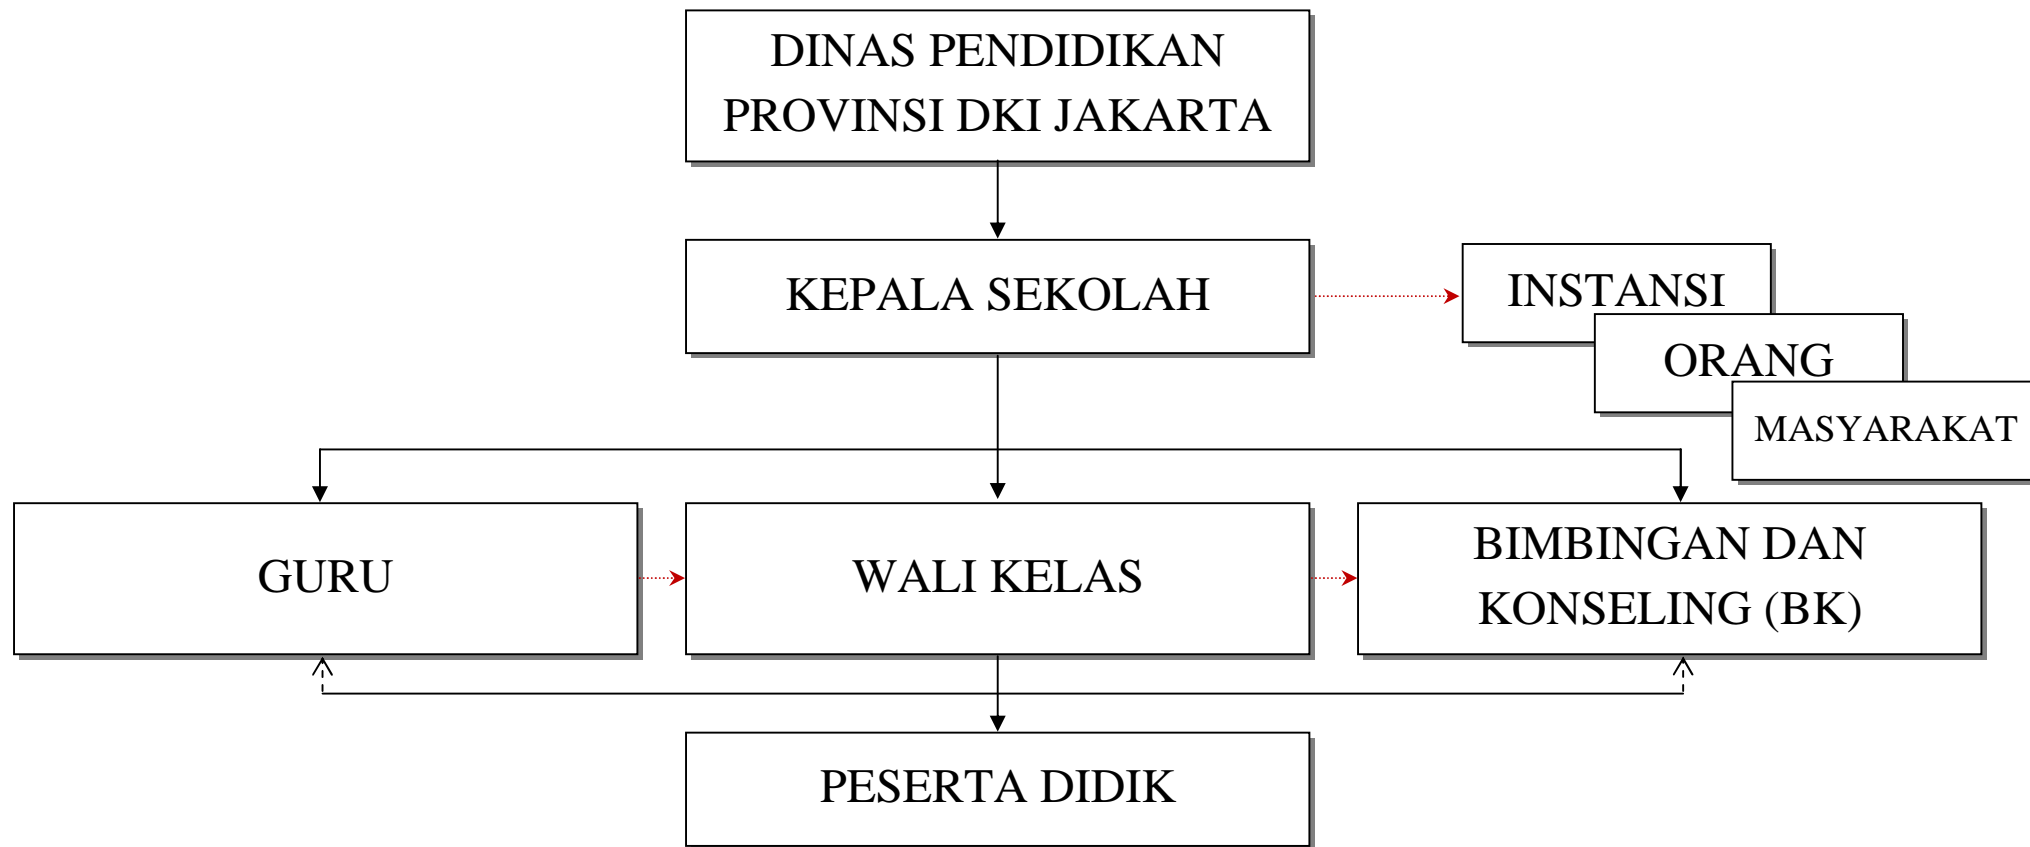 DINAS PENDIDIKAN
PROVINSI DKI JAKARTA
KEPALA SEKOLAH
INSTANSI
ORANG
MASYARAKAT
GURU
WALI KELAS
BIMBINGAN DAN
KONSELING (BK)
PESERTA DIDIK